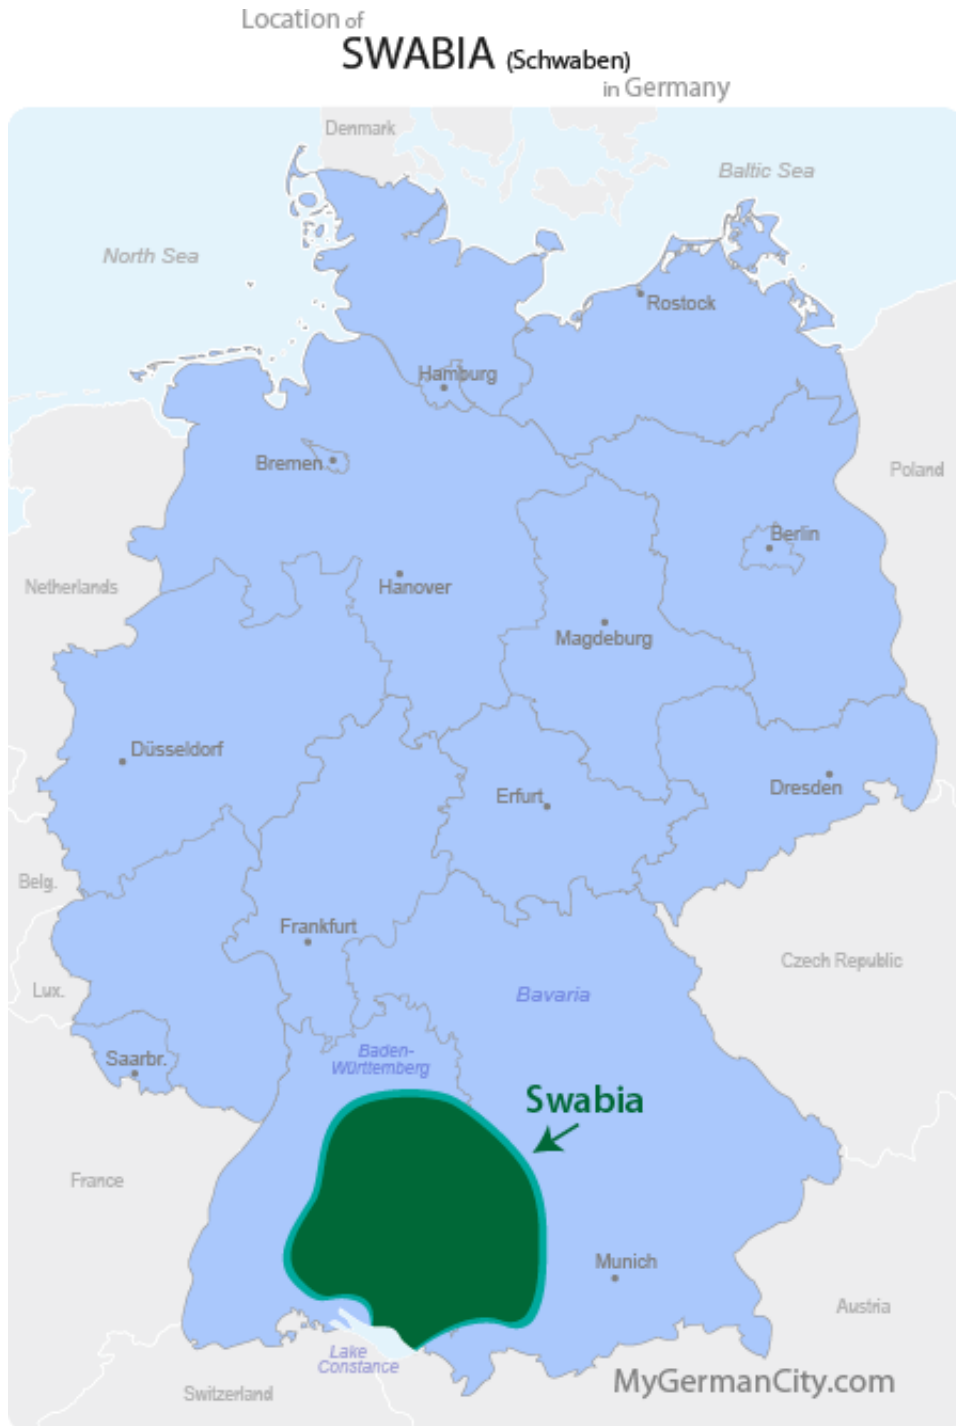 Location of
SWABIA (Schwaben)
in Germany
Denmark
Baltic Sea
North Sea
Rostock
Hamburg
Bremen
Poland
Berlin
Netherlands
Hanover
Magdeburg
Düsseldorf
Dresden
Erfurt
Belg.
Frankfurt
Czech Republic
Lux.
Bavaria
Saarbr.
Baden-
Württemberg
Swabia
France
Munich
Austria
Lake
Constance
MyGermanCity.com
Switzerland